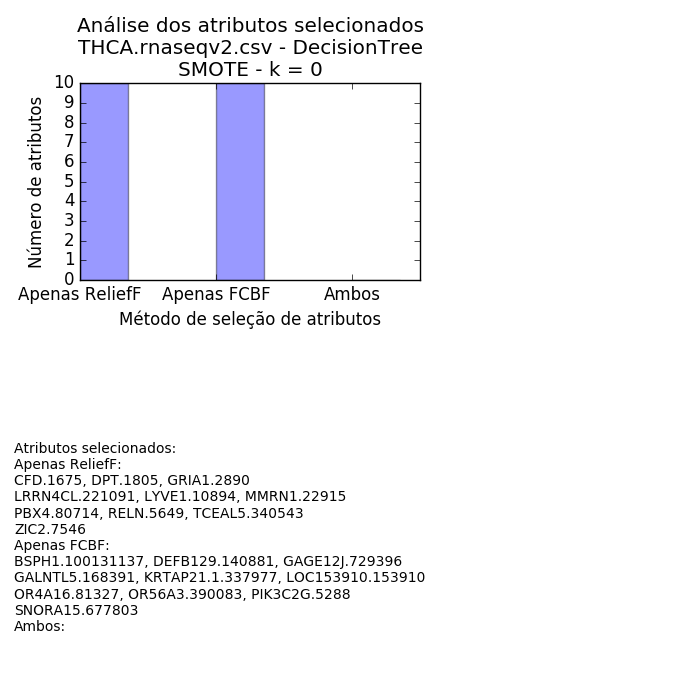 Análise dos atributos selecionados
THCA.rnaseqv2.csv - DecisionTree
SMOTE - k = 0
10
9
8
7
6
5
4
3
2
1
0
Número de atributos
Apenas ReliefF
Apenas FCBF
Ambos
Método de seleção de atributos
Atributos selecionados:
Apenas ReliefF:
CFD.1675, DPT.1805, GRIA1.2890
LRRN4CL.221091, LYVE1.10894, MMRN1.22915
PBX4.80714, RELN.5649, TCEAL5.340543
ZIC2.7546
Apenas FCBF:
BSPH1.100131137, DEFB129.140881, GAGE12J.729396
GALNTL5.168391, KRTAP21.1.337977, LOC153910.153910
OR4A16.81327, OR56A3.390083, PIK3C2G.5288
SNORA15.677803
Ambos: